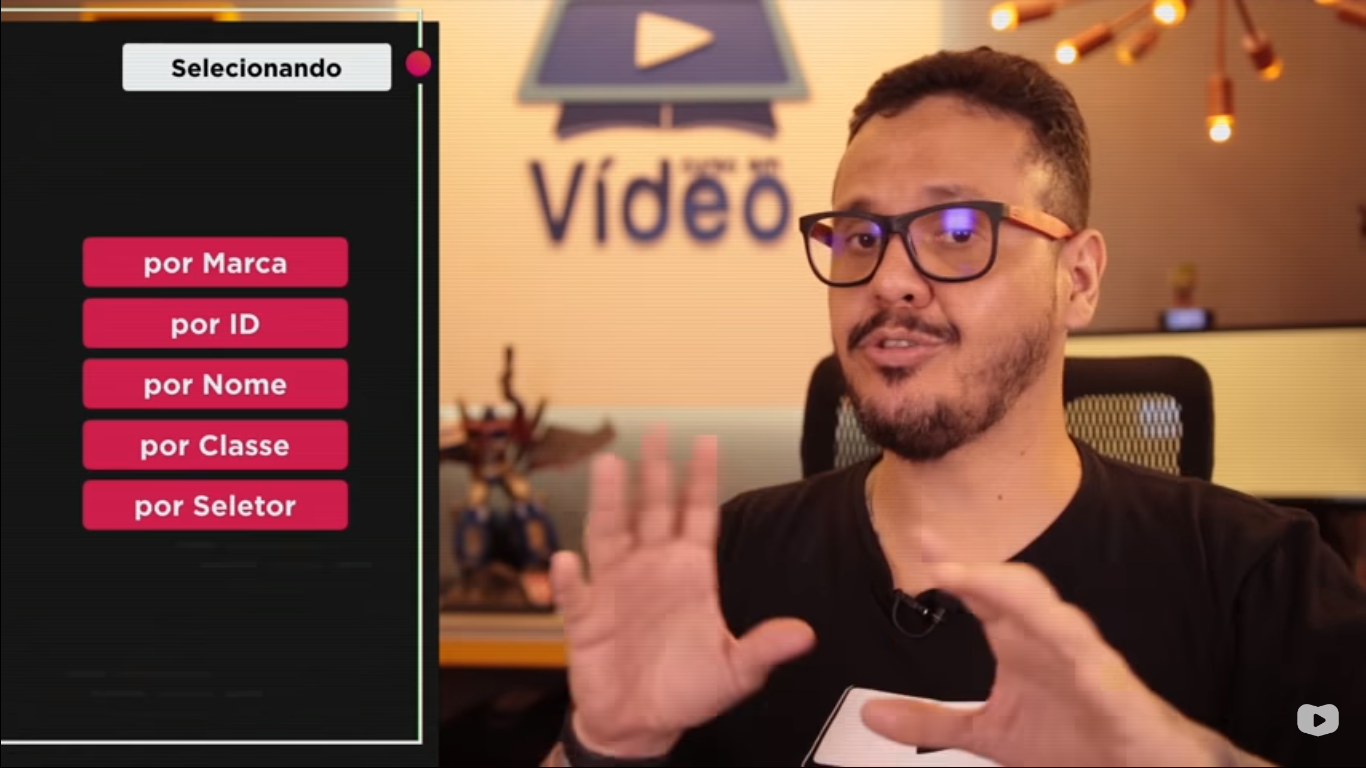 Selecionando
por Marca
por ID
por Nome
por Classe
por Seletor
Vídeo